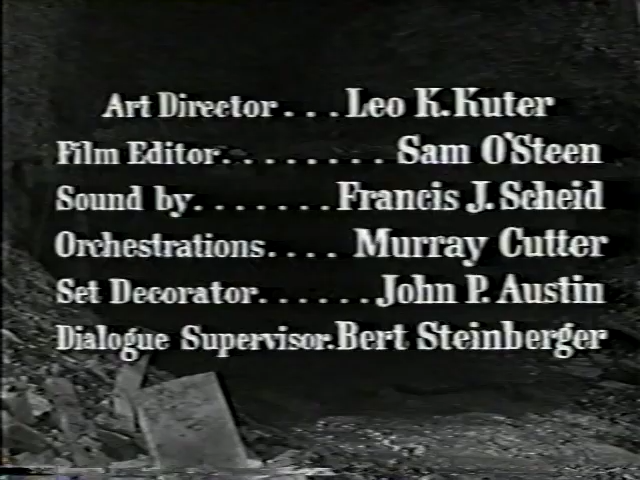 Art Director . . . Leo K. Kuter
Film Editor . . . . . . . . Sam O'Steen
Sound by . . . . . . . Francis J. Scheid
Orchestrations . . . . Murray Cutter
Set Decorator . . . . . . John P. Austin
Dialogue Supervisor . Bert Steinberger